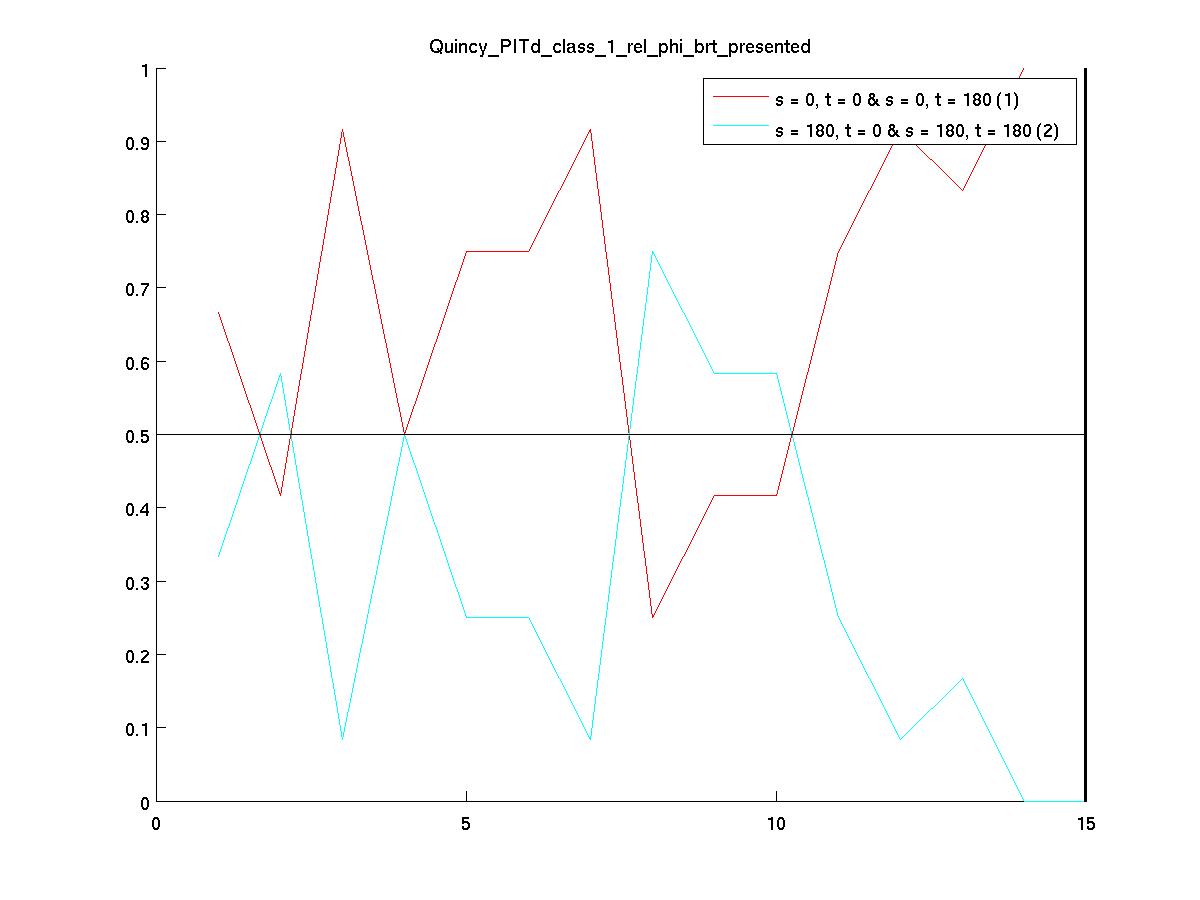 Quincy_PITd_class_1_rel_phi_brt_presented
s = 0, t = 0 & s = 0, t = 180 (1)
s = 180, t = 0 & s = 180, t = 180 (2)
1
0.9
0.8
0.7
0.6
0.5
0.4
0.3
0.2
0.1
0
0 5 10 15